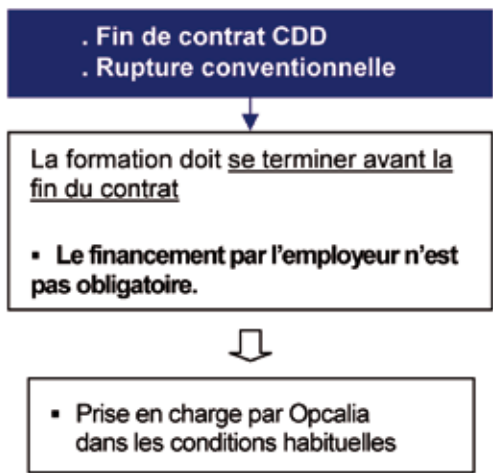 . Fin de contrat CDD
. Rupture conventionnelle
La formation doit se terminer avant la
fin du contrat
▪ Le financement par l'employeur n'est
pas obligatoire.
▪ Prise en charge par Opcalia
dans les conditions habituelles